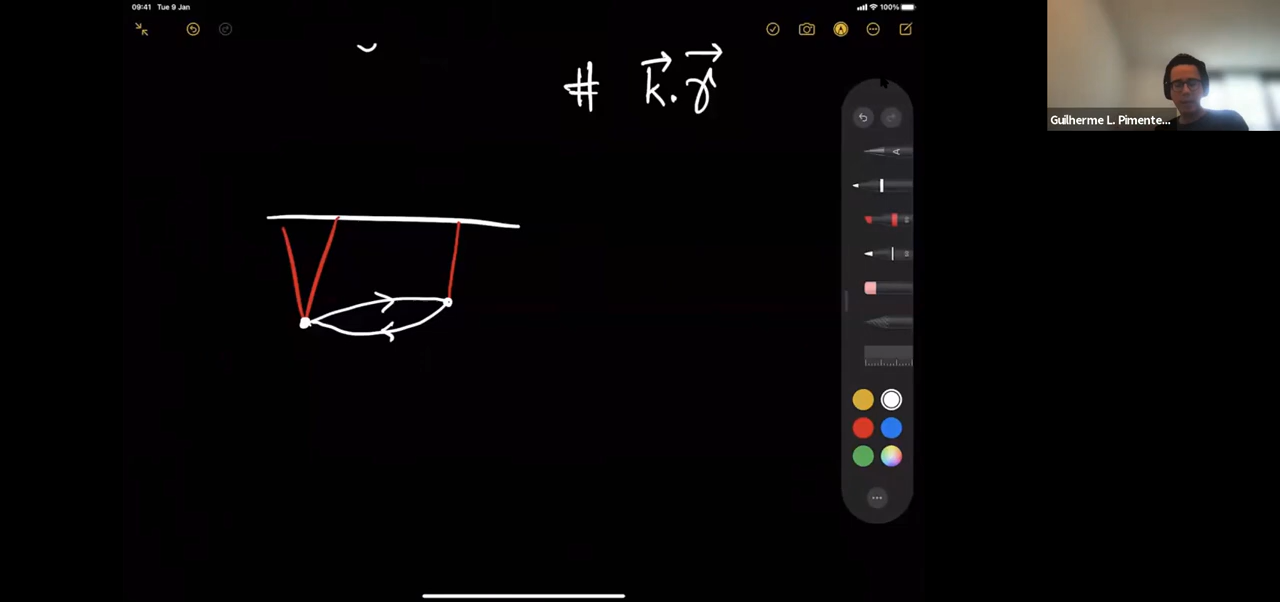 09:41 Tue 9 Jan
100%
# k⃗ . γ⃗
Guilherme L. Pimente...